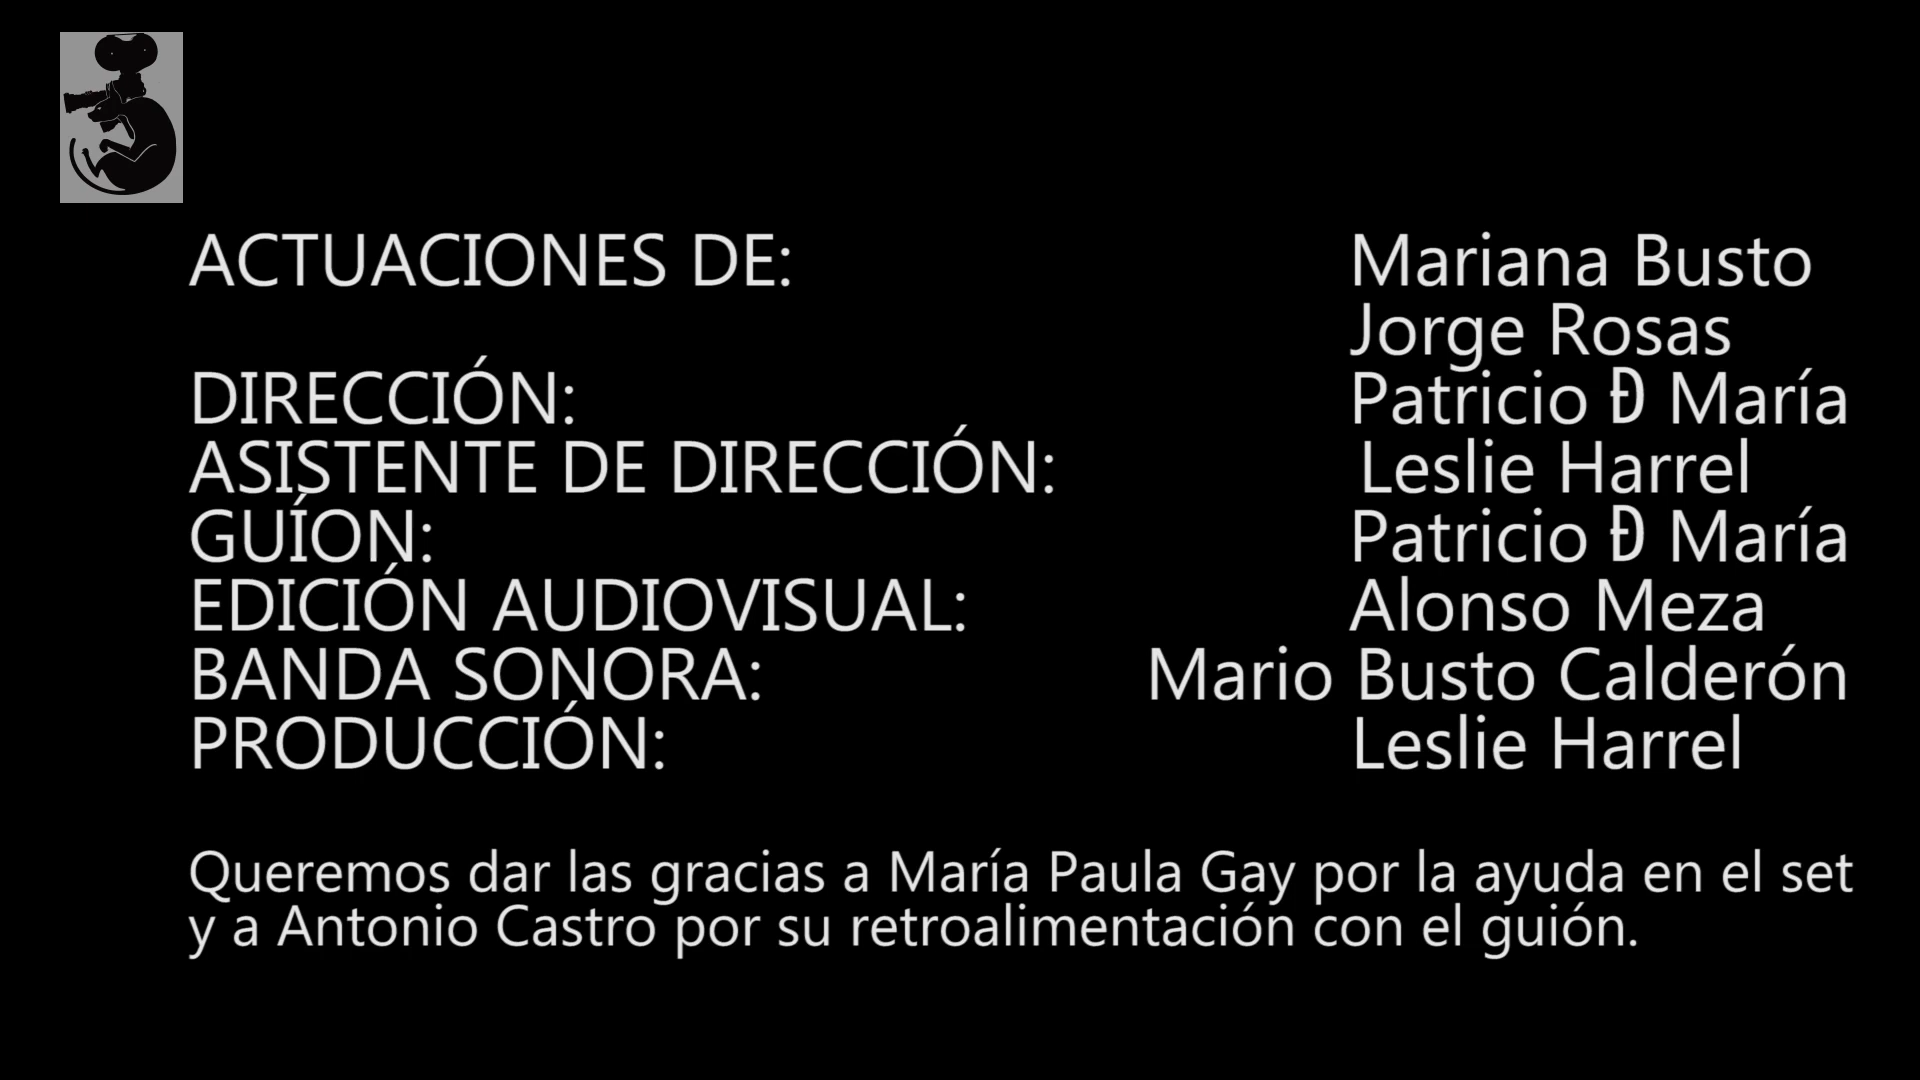 ACTUACIONES DE: Mariana Busto
Jorge Rosas
DIRECCIÓN: Patricio Đ María
ASISTENTE DE DIRECCIÓN: Leslie Harrel
GUÍON: Patricio Đ María
EDICIÓN AUDIOVISUAL: Alonso Meza
BANDA SONORA: Mario Busto Calderón
PRODUCCIÓN: Leslie Harrel
Queremos dar las gracias a María Paula Gay por la ayuda en el set
y a Antonio Castro por su retroalimentación con el guión.